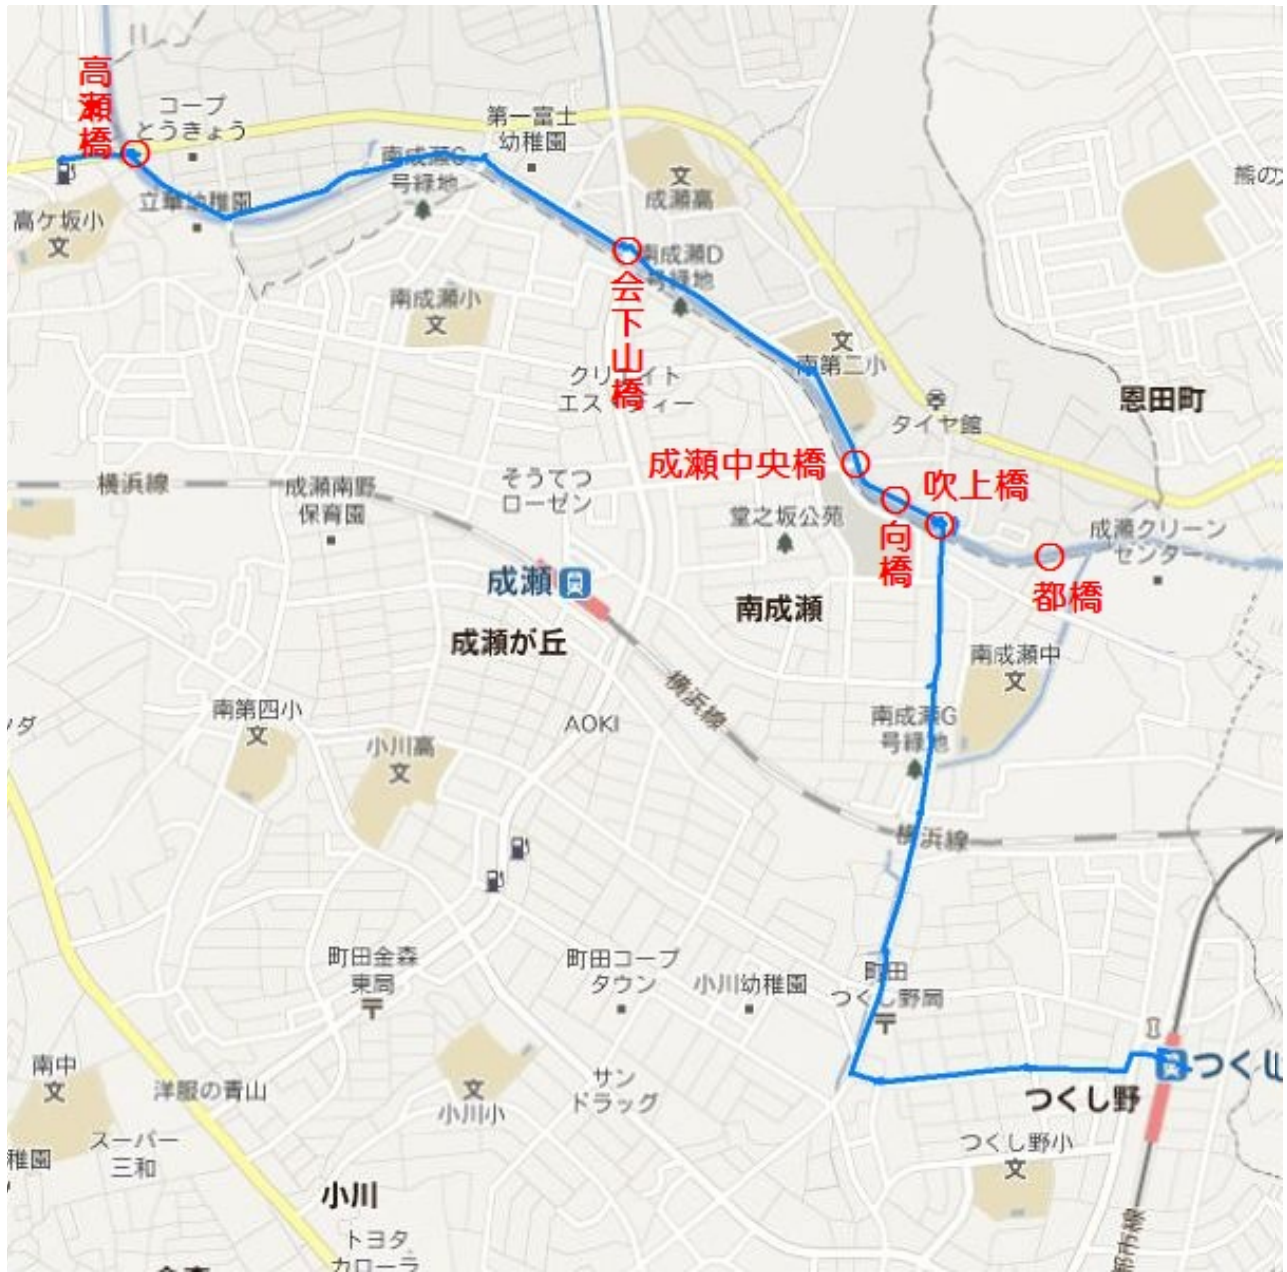 高瀬橋
コープ
とうきょう
第一富士
幼稚園
南成瀬C
号緑地
成瀬高
立華幼稚園
高ケ坂小
文
文
熊の
南成瀬D
号緑地
会下山橋
南成瀬小
文
文
南第二小
クリエイト
エスディー
恩田町
タイヤ館
成瀬中央橋
吹上橋
横浜線
成瀬南野
保育園
そうてつ
ローゼン
堂之坂公苑
向橋
成瀬クリーン
センター
都橋
成瀬
南成瀬
成瀬が丘
南成瀬中
文
横浜線
南第四小
文
AOKI
南成瀬G
号緑地
小川高
文
横浜線
町田金森
東局
〒
町田コープ
タウン
小川幼稚園
町田
つくし野局
〒
つくし
南中
文
洋服の青山
文
小川小
サン
ドラッグ
つくし野
つくし野小
文
スーパー
三和
稚園
小川
トヨタ
カローラ